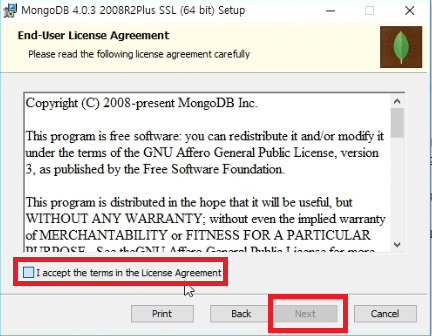 MongoDB 4.0.3 2008R2Plus SSL (64 bit) Setup
End-User License Agreement
Please read the following license agreement carefully
Copyright (C) 2008-present MongoDB Inc.
This program is free software: you can redistribute it and/or modify it
under the terms of the GNU Affero General Public License, version
3, as published by the Free Software Foundation.
This program is distributed in the hope that it will be useful, but
WITHOUT ANY WARRANTY; without even the implied warranty
of MERCHANTABILITY or FITNESS FOR A PARTICULAR
PURPOSE. See theGNU Affero General Public License for more
I accept the terms in the License Agreement
Print Back Next Cancel